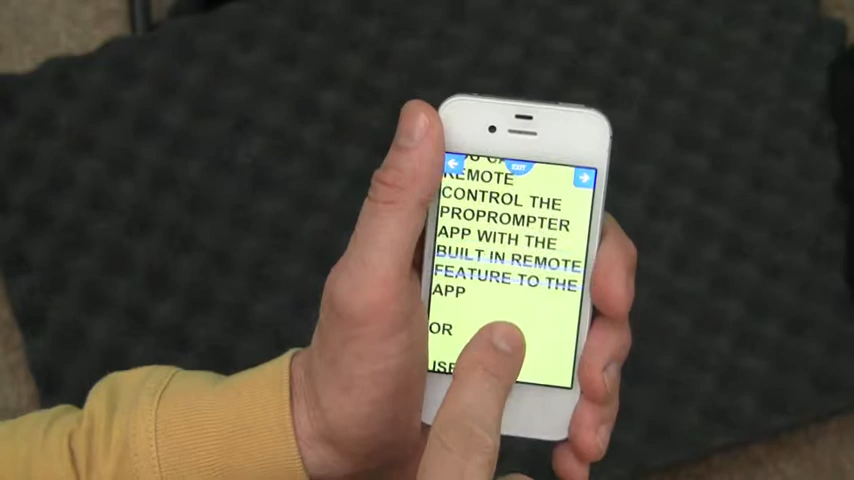 EXIT
REMOTE
CONTROL THE
PROPROMPTER
APP WITH THE
BUILT IN REMOTE
FEATURE TO THE
APP
OR